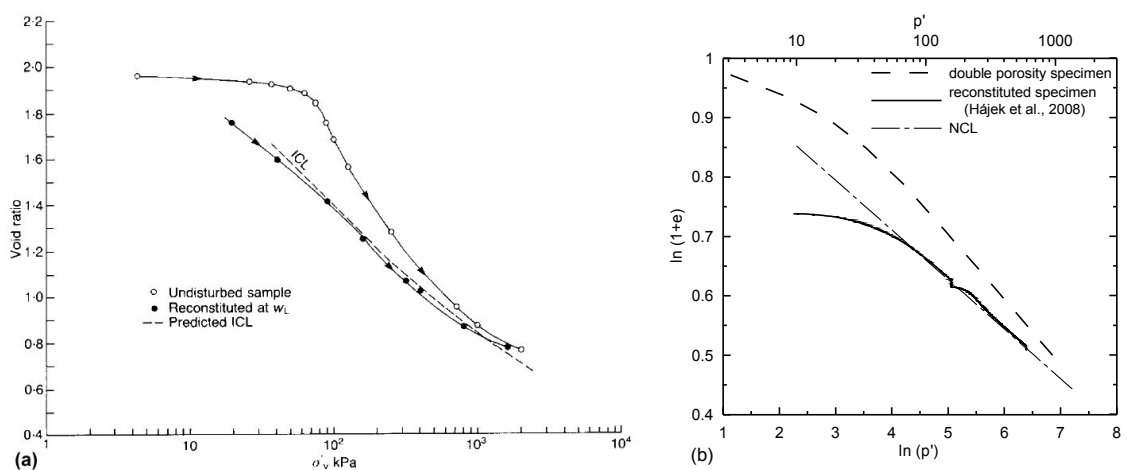 2·2
2·0
1·8
1·6
1·4
1·2
1·0
0·8
0·6
0·4
Void ratio
ICL
Undisturbed sample
Reconstituted at wL
Predicted ICL
1
10
10²
10³
10⁴
σ'v kPa
(a)
p'
10
100
1000
1
0.9
0.8
0.7
0.6
0.5
0.4
ln (1+e)
double porosity specimen
reconstituted specimen
(Hájek et al., 2008)
NCL
1 2 3 4 5 6 7 8
ln (p')
(b)